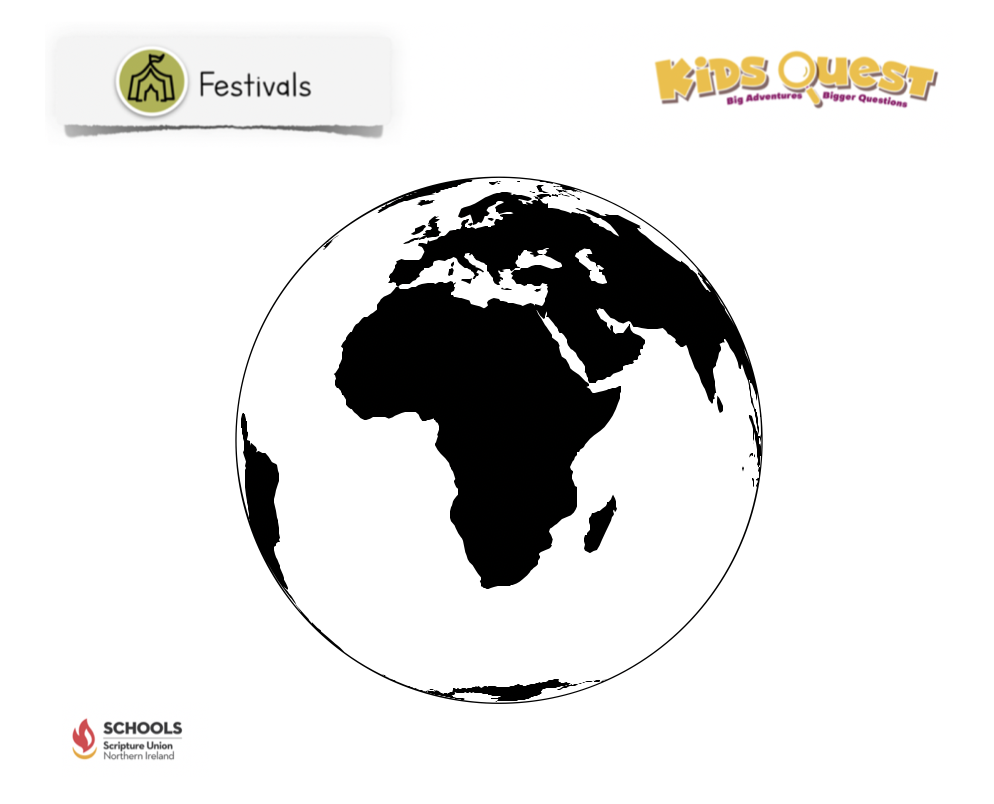 Festivals
KiDS QuEST
Big Adventures Bigger Questions
SCHOOLS
Scripture Union
Northern Ireland